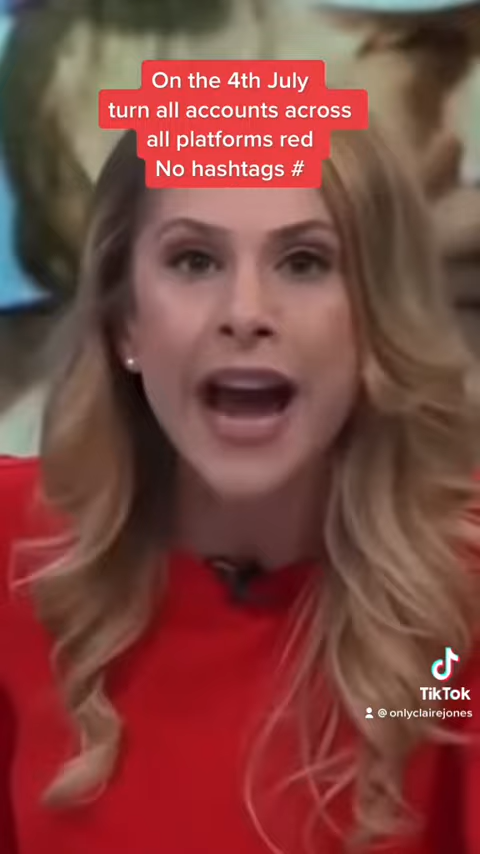 On the 4th July
turn all accounts across
all platforms red
No hashtags #
TikTok
@ onlyclairejones